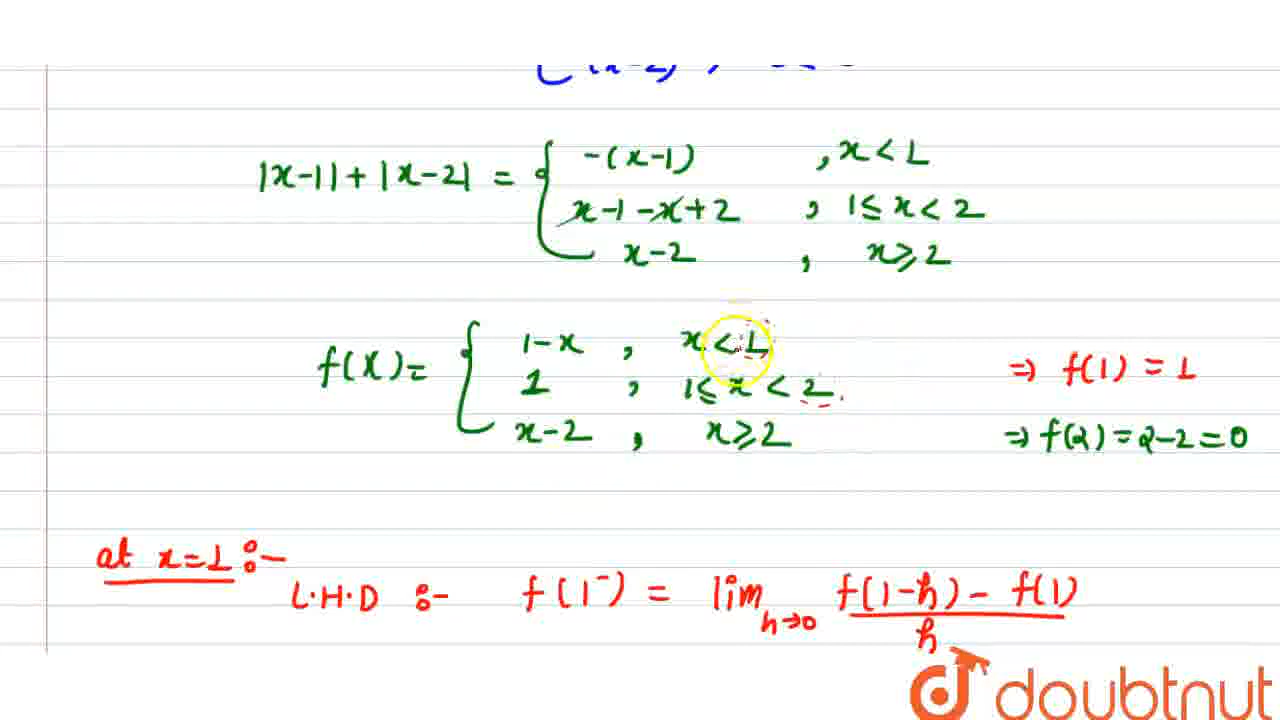 |x-1|+|x-2| = { -(x-1) , x<1
x-1-x+2 , 1≤x<2
x-2 , x≥2
f(x)= { 1-x , x<1
1 , 1≤x<2 ⇒ f(1)=1
x-2 , x≥2 ⇒ f(2)=2-2=0
at x=1 :-
L.H.D :- f(1⁻) = lim h→0 f(1-h)-f(1) / h
doubtnut